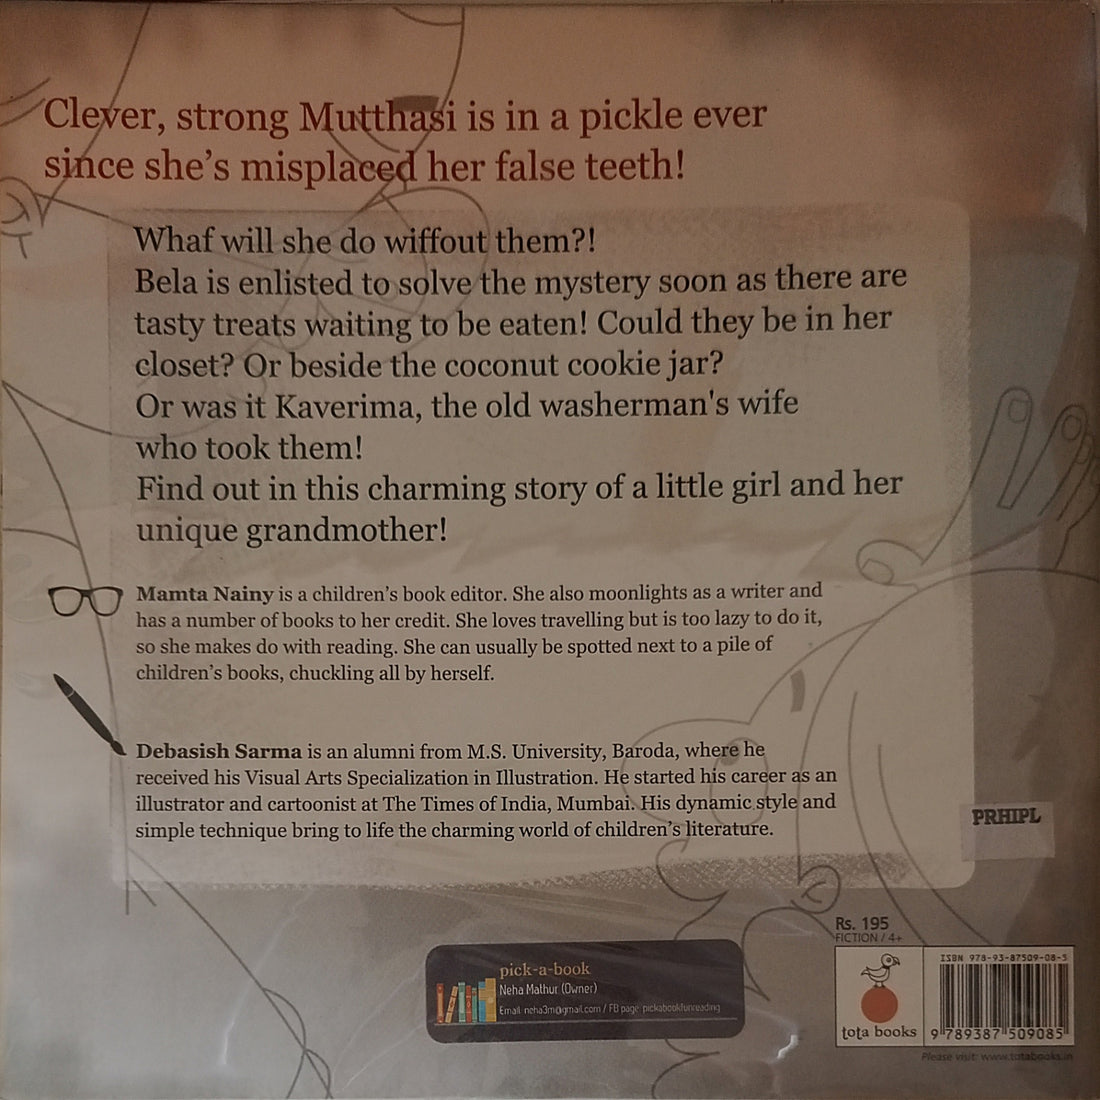 Clever, strong Mutthasi is in a pickle ever
since she's misplaced her false teeth!
Whaf will she do wiffout them?!
Bela is enlisted to solve the mystery soon as there are
tasty treats waiting to be eaten! Could they be in her
closet? Or beside the coconut cookie jar?
Or was it Kaverima, the old washerman's wife
who took them!
Find out in this charming story of a little girl and her
unique grandmother!
Mamta Nainy is a children's book editor. She also moonlights as a writer and
has a number of books to her credit. She loves travelling but is too lazy to do it,
so she makes do with reading. She can usually be spotted next to a pile of
children's books, chuckling all by herself.
Debasish Sarma is an alumni from M.S. University, Baroda, where he
received his Visual Arts Specialization in Illustration. He started his career as an
illustrator and cartoonist at The Times of India, Mumbai. His dynamic style and
simple technique bring to life the charming world of children's literature.
PRHIPL
Rs. 195
FICTION / 4+
pick-a-book
Neha Mathur (Owner)
Email: neha3m@gmail.com / FB page: pickabookfunreading
tota books
ISBN 978-93-87509-08-5
9 789387 509085
Please visit: www.totabooks.in